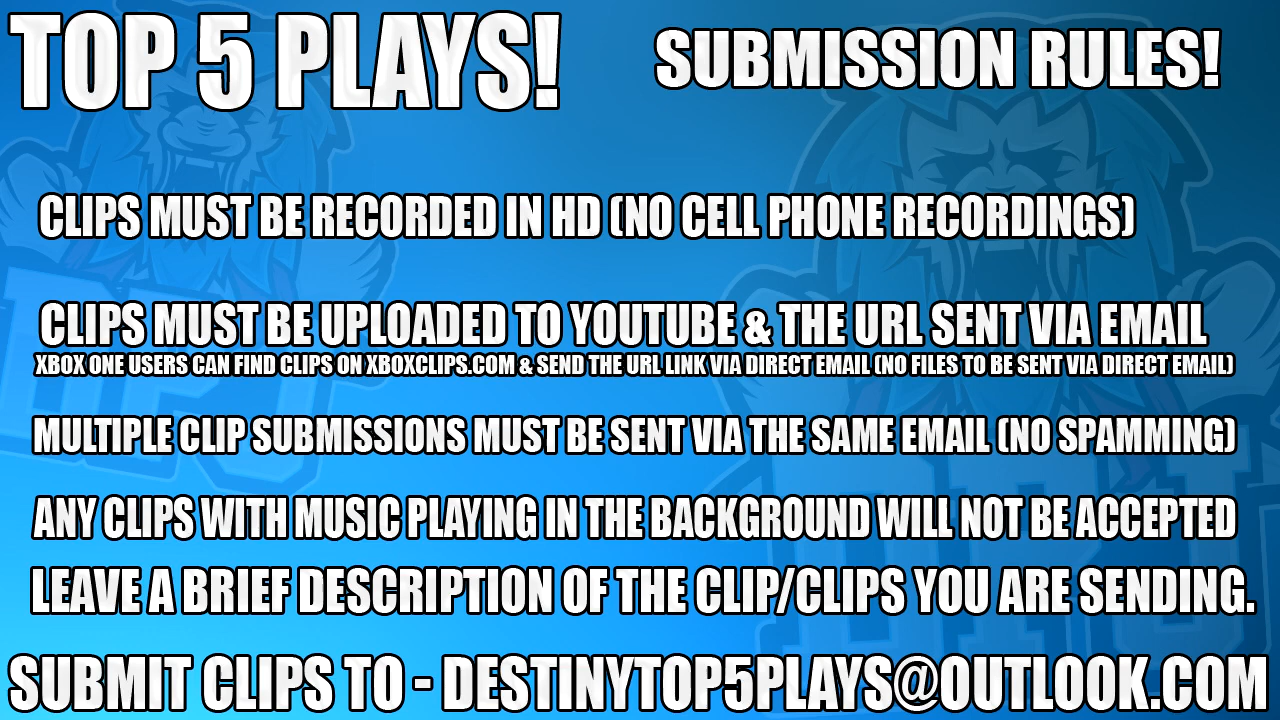 TOP 5 PLAYS!
SUBMISSION RULES!
CLIPS MUST BE RECORDED IN HD (NO CELL PHONE RECORDINGS)
CLIPS MUST BE UPLOADED TO YOUTUBE & THE URL SENT VIA EMAIL
XBOX ONE USERS CAN FIND CLIPS ON XBOXCLIPS.COM & SEND THE URL LINK VIA DIRECT EMAIL (NO FILES TO BE SENT VIA DIRECT EMAIL)
MULTIPLE CLIP SUBMISSIONS MUST BE SENT VIA THE SAME EMAIL (NO SPAMMING)
ANY CLIPS WITH MUSIC PLAYING IN THE BACKGROUND WILL NOT BE ACCEPTED
LEAVE A BRIEF DESCRIPTION OF THE CLIP/CLIPS YOU ARE SENDING.
SUBMIT CLIPS TO - DESTINYTOP5PLAYS@OUTLOOK.COM